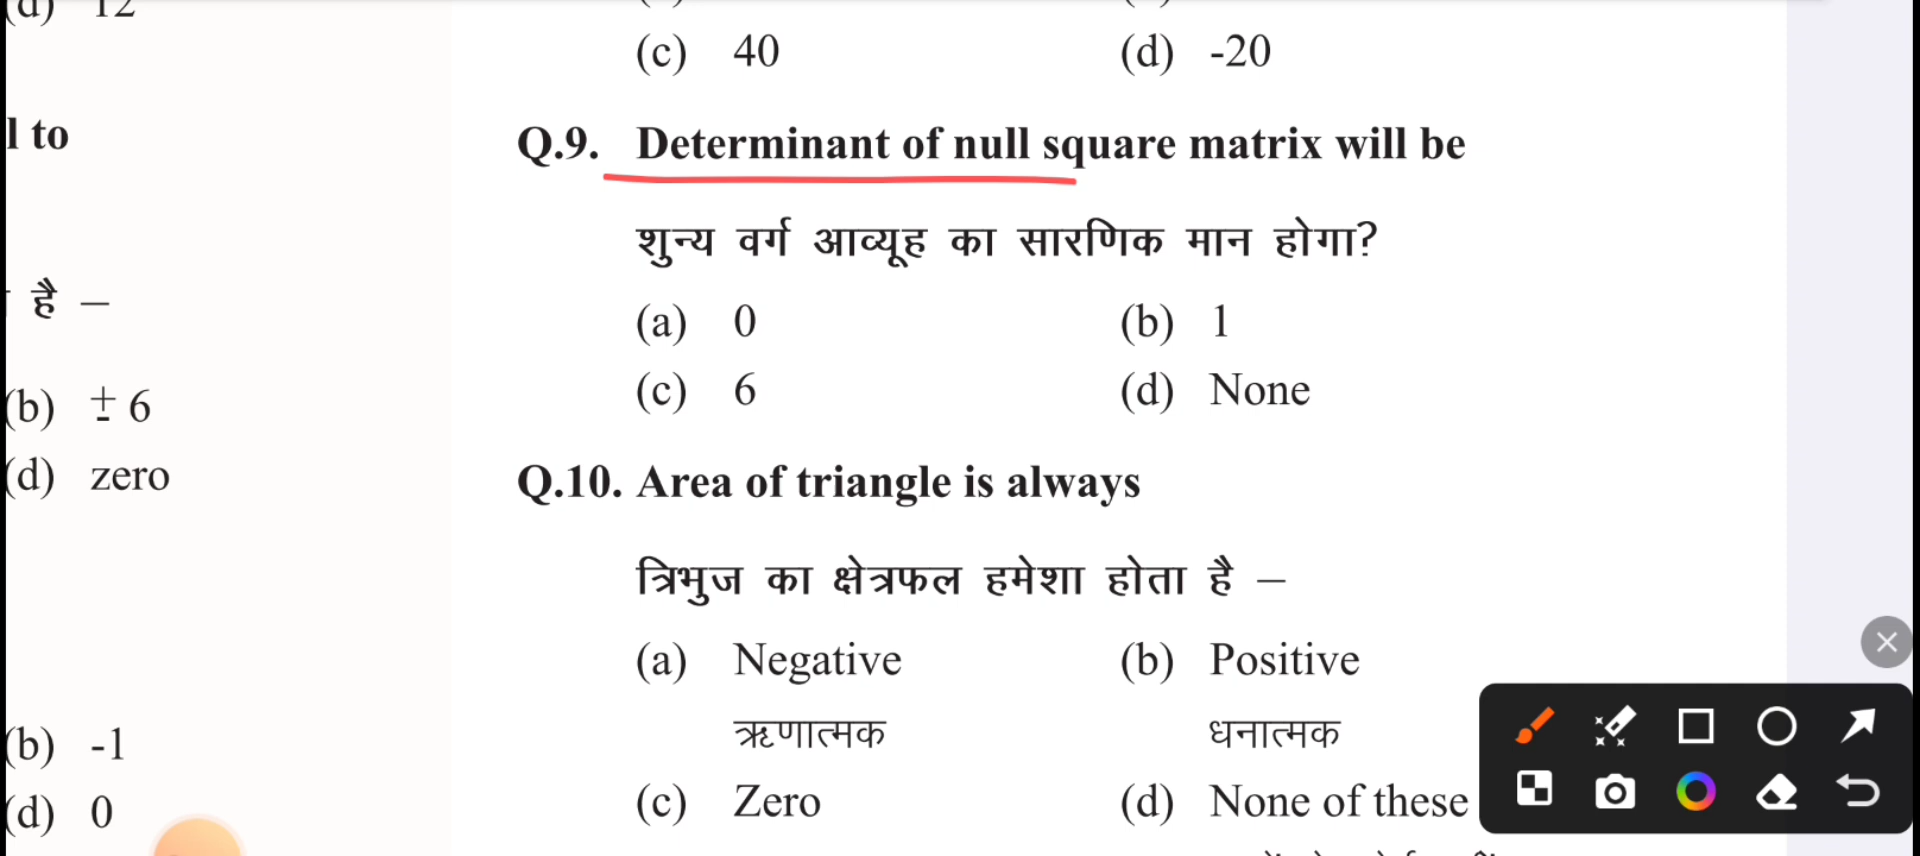 (d) 12
l to
है –
(b) ± 6
(d) zero
(b) -1
(d) 0
(c) 40 (d) -20
Q.9. Determinant of null square matrix will be
शुन्य वर्ग आव्यूह का सारणिक मान होगा?
(a) 0 (b) 1
(c) 6 (d) None
Q.10. Area of triangle is always
त्रिभुज का क्षेत्रफल हमेशा होता है –
(a) Negative (b) Positive
ऋणात्मक धनात्मक
(c) Zero (d) None of these